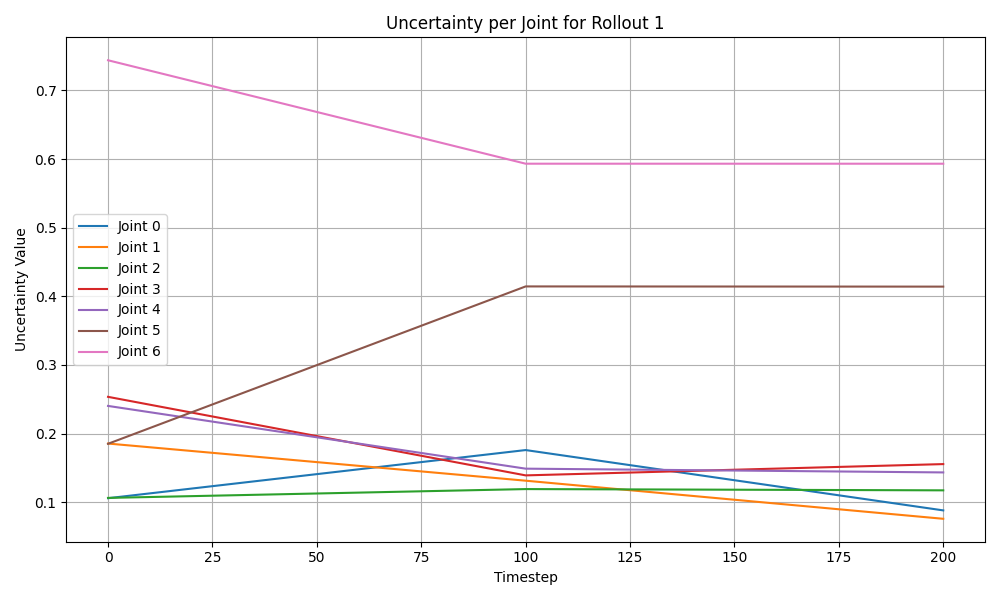 Uncertainty per Joint for Rollout 1
Uncertainty Value
0.7
0.6
0.5
0.4
0.3
0.2
0.1
Joint 0
Joint 1
Joint 2
Joint 3
Joint 4
Joint 5
Joint 6
0 25 50 75 100 125 150 175 200
Timestep